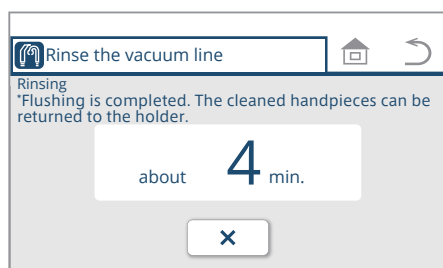 Rinse the vacuum line
Rinsing
*Flushing is completed. The cleaned handpieces can be
returned to the holder.
about 4 min.